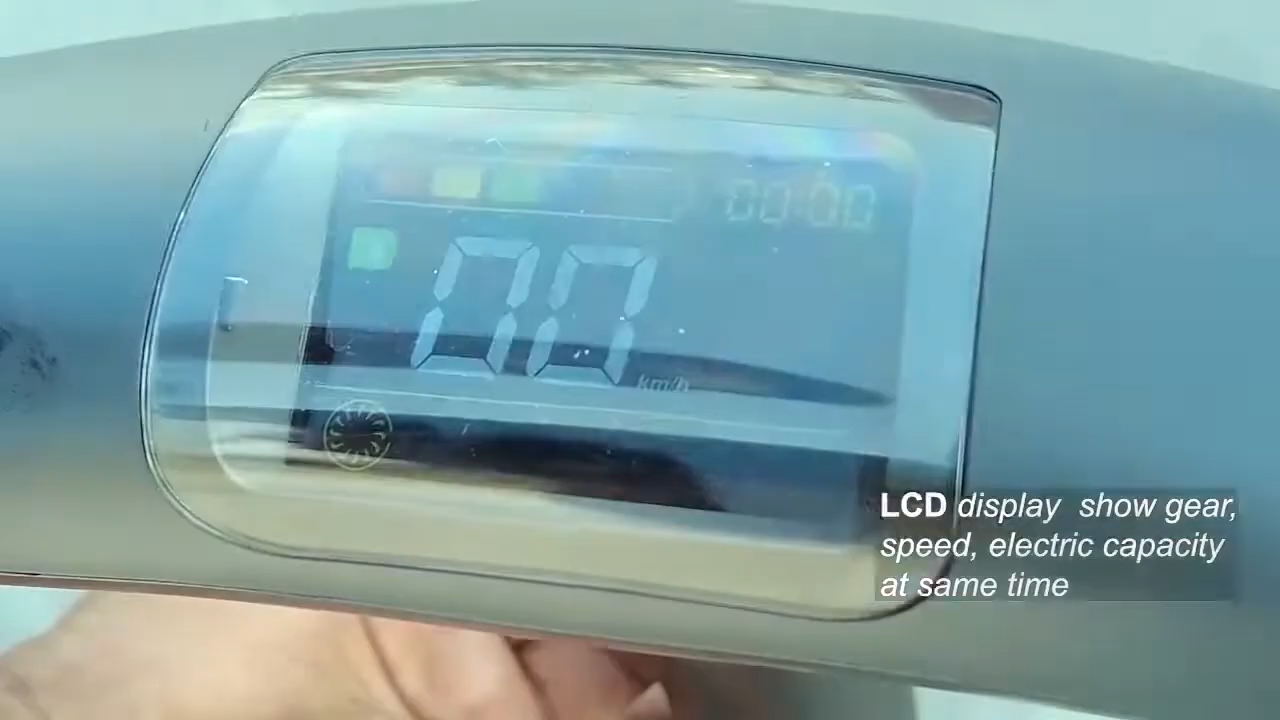 00:00
00
km/h
LCD display show gear,
speed, electric capacity
at same time